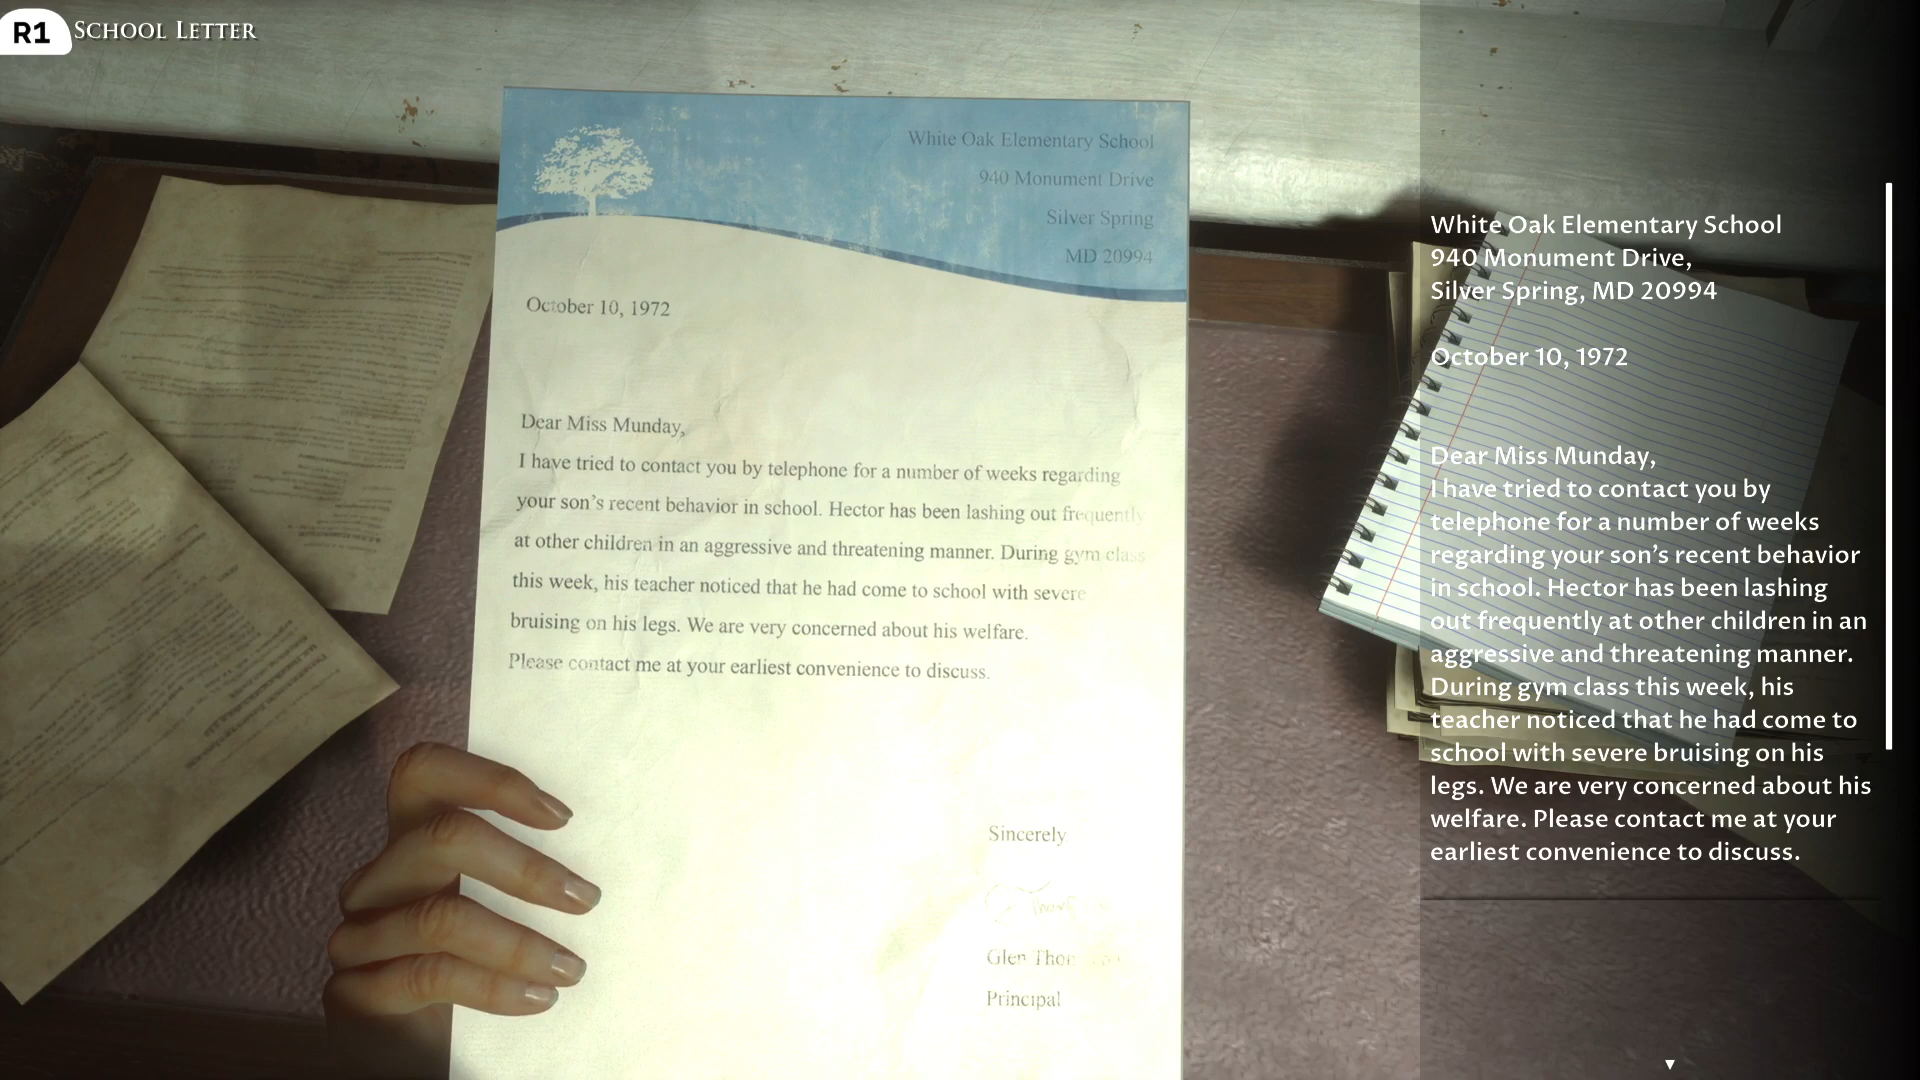 R1 SCHOOL LETTER
White Oak Elementary School
940 Monument Drive
Silver Spring
MD 20994
October 10, 1972
Dear Miss Munday,
I have tried to contact you by telephone for a number of weeks regarding
your son's recent behavior in school. Hector has been lashing out frequently
at other children in an aggressive and threatening manner. During gym class
this week, his teacher noticed that he had come to school with severe
bruising on his legs. We are very concerned about his welfare.
Please contact me at your earliest convenience to discuss.
Sincerely
Glen
Principal
White Oak Elementary School
940 Monument Drive,
Silver Spring, MD 20994
October 10, 1972
Dear Miss Munday,
I have tried to contact you by
telephone for a number of weeks
regarding your son's recent behavior
in school. Hector has been lashing
out frequently at other children in an
aggressive and threatening manner.
During gym class this week, his
teacher noticed that he had come to
school with severe bruising on his
legs. We are very concerned about his
welfare. Please contact me at your
earliest convenience to discuss.